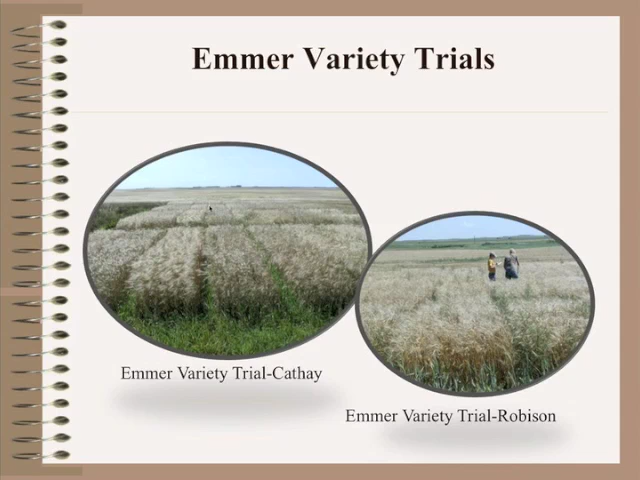 Emmer Variety Trials
Emmer Variety Trial-Cathay
Emmer Variety Trial-Robison